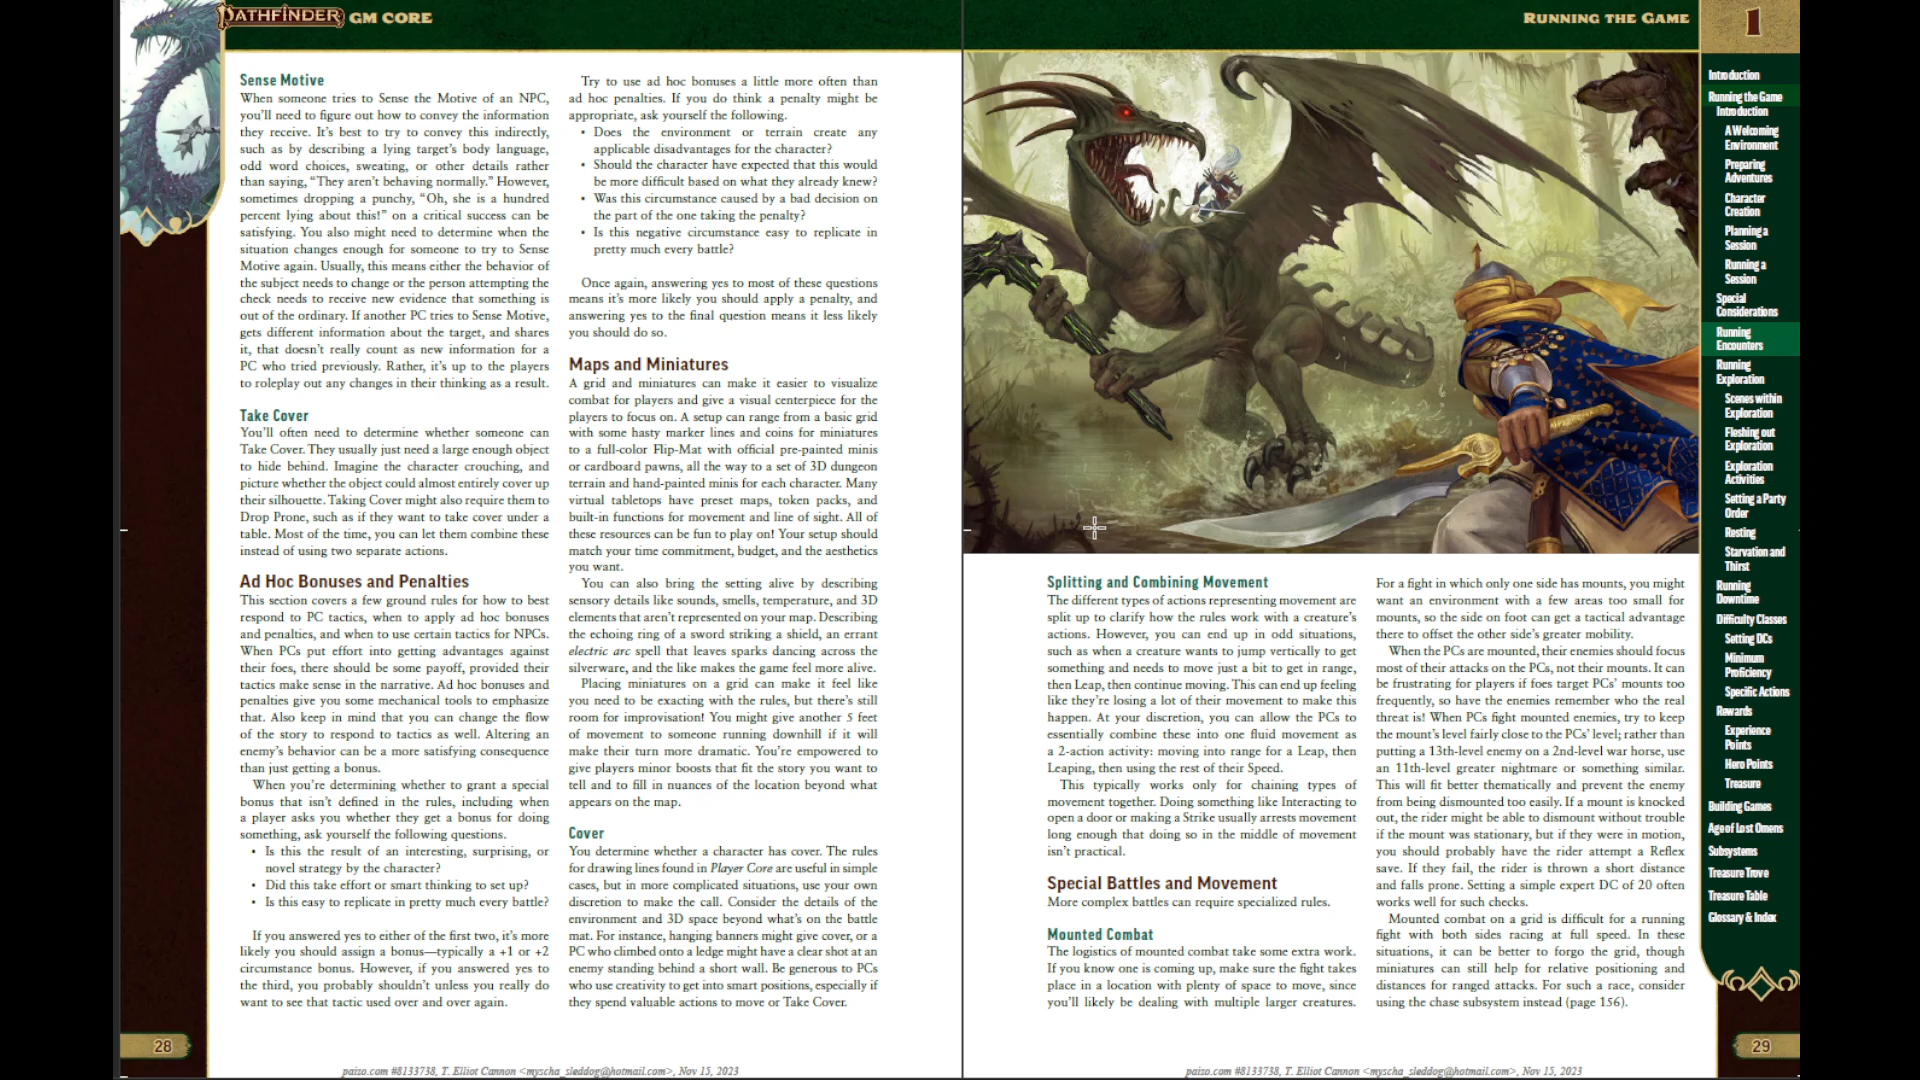 PATHFINDER GM CORE
Sense Motive
When someone tries to Sense the Motive of an NPC,
you'll need to figure out how to convey the information
they receive. It's best to try to convey this indirectly,
such as by describing a lying target's body language,
odd word choices, sweating, or other details rather
than saying, "They aren't behaving normally." However,
sometimes dropping a punchy, "Oh, she is a hundred
percent lying about this!" on a critical success can be
satisfying. You also might need to determine when the
situation changes enough for someone to try to Sense
Motive again. Usually, this means either the behavior of
the subject needs to change or the person attempting the
check needs to receive new evidence that something is
out of the ordinary. If another PC tries to Sense Motive,
gets different information about the target, and shares
it, that doesn't really count as new information for a
PC who tried previously. Rather, it's up to the players
to roleplay out any changes in their thinking as a result.
Take Cover
You'll often need to determine whether someone can
Take Cover. They usually just need a large enough object
to hide behind. Imagine the character crouching, and
picture whether the object could almost entirely cover up
their silhouette. Taking Cover might also require them to
Drop Prone, such as if they want to take cover under a
table. Most of the time, you can let them combine these
instead of using two separate actions.
Ad Hoc Bonuses and Penalties
This section covers a few ground rules for how to best
respond to PC tactics, when to apply ad hoc bonuses
and penalties, and when to use certain tactics for NPCs.
When PCs put effort into getting advantages against
their foes, there should be some payoff, provided their
tactics make sense in the narrative. Ad hoc bonuses and
penalties give you some mechanical tools to emphasize
that. Also keep in mind that you can change the flow
of the story to respond to tactics as well. Altering an
enemy's behavior can be a more satisfying consequence
than just getting a bonus.
When you're determining whether to grant a special
bonus that isn't defined in the rules, including when
a player asks you whether they get a bonus for doing
something, ask yourself the following questions.
• Is this the result of an interesting, surprising, or
novel strategy by the character?
• Did this take effort or smart thinking to set up?
• Is this easy to replicate in pretty much every battle?
If you answered yes to either of the first two, it's more
likely you should assign a bonus—typically a +1 or +2
circumstance bonus. However, if you answered yes to
the third, you probably shouldn't unless you really do
want to see that tactic used over and over again.
Try to use ad hoc bonuses a little more often than
ad hoc penalties. If you do think a penalty might be
appropriate, ask yourself the following.
• Does the environment or terrain create any
applicable disadvantages for the character?
• Should the character have expected that this would
be more difficult based on what they already knew?
• Was this circumstance caused by a bad decision on
the part of the one taking the penalty?
• Is this negative circumstance easy to replicate in
pretty much every battle?
Once again, answering yes to most of these questions
means it's more likely you should apply a penalty, and
answering yes to the final question means it less likely
you should do so.
Maps and Miniatures
A grid and miniatures can make it easier to visualize
combat for players and give a visual centerpiece for the
players to focus on. A setup can range from a basic grid
with some hasty marker lines and coins for miniatures
to a full-color Flip-Mat with official pre-painted minis
or cardboard pawns, all the way to a set of 3D dungeon
terrain and hand-painted minis for each character. Many
virtual tabletops have preset maps, token packs, and
built-in functions for movement and line of sight. All of
these resources can be fun to play on! Your setup should
match your time commitment, budget, and the aesthetics
you want.
You can also bring the setting alive by describing
sensory details like sounds, smells, temperature, and 3D
elements that aren't represented on your map. Describing
the echoing ring of a sword striking a shield, an errant
electric arc spell that leaves sparks dancing across the
silverware, and the like makes the game feel more alive.
Placing miniatures on a grid can make it feel like
you need to be exacting with the rules, but there's still
room for improvisation! You might give another 5 feet
of movement to someone running downhill if it will
make their turn more dramatic. You're empowered to
give players minor boosts that fit the story you want to
tell and to fill in nuances of the location beyond what
appears on the map.
Cover
You determine whether a character has cover. The rules
for drawing lines found in Player Core are useful in simple
cases, but in more complicated situations, use your own
discretion to make the call. Consider the details of the
environment and 3D space beyond what's on the battle
mat. For instance, hanging banners might give cover, or a
PC who climbed onto a ledge might have a clear shot at an
enemy standing behind a short wall. Be generous to PCs
who use creativity to get into smart positions, especially if
they spend valuable actions to move or Take Cover.
28
paizo.com #8133738, T. Elliot Cannon <myscha_sleddog@hotmail.com>, Nov 15, 2023
Running the Game
1
Splitting and Combining Movement
The different types of actions representing movement are
split up to clarify how the rules work with a creature's
actions. However, you can end up in odd situations,
such as when a creature wants to jump vertically to get
something and needs to move just a bit to get in range,
then Leap, then continue moving. This can end up feeling
like they're losing a lot of their movement to make this
happen. At your discretion, you can allow the PCs to
essentially combine these into one fluid movement as
a 2-action activity: moving into range for a Leap, then
Leaping, then using the rest of their Speed.
This typically works only for chaining types of
movement together. Doing something like Interacting to
open a door or making a Strike usually arrests movement
long enough that doing so in the middle of movement
isn't practical.
Special Battles and Movement
More complex battles can require specialized rules.
Mounted Combat
The logistics of mounted combat take some extra work.
If you know one is coming up, make sure the fight takes
place in a location with plenty of space to move, since
you'll likely be dealing with multiple larger creatures.
For a fight in which only one side has mounts, you might
want an environment with a few areas too small for
mounts, so the side on foot can get a tactical advantage
there to offset the other side's greater mobility.
When the PCs are mounted, their enemies should focus
most of their attacks on the PCs, not their mounts. It can
be frustrating for players if foes target PCs' mounts too
frequently, so have the enemies remember who the real
threat is! When PCs fight mounted enemies, try to keep
the mount's level fairly close to the PCs' level; rather than
putting a 13th-level enemy on a 2nd-level war horse, use
an 11th-level greater nightmare or something similar.
This will fit better thematically and prevent the enemy
from being dismounted too easily. If a mount is knocked
out, the rider might be able to dismount without trouble
if the mount was stationary, but if they were in motion,
you should probably have the rider attempt a Reflex
save. If they fail, the rider is thrown a short distance
and falls prone. Setting a simple expert DC of 20 often
works well for such checks.
Mounted combat on a grid is difficult for a running
fight with both sides racing at full speed. In these
situations, it can be better to forgo the grid, though
miniatures can still help for relative positioning and
distances for ranged attacks. For such a race, consider
using the chase subsystem instead (page 156).
Introduction
Running the Game
Introduction
A Welcoming
Environment
Preparing
Adventures
Character
Creation
Planning a
Session
Running a
Session
Special
Considerations
Running
Encounters
Running
Exploration
Scenes within
Exploration
Fleshing out
Exploration
Exploration
Activities
Setting a Party
Order
Resting
Starvation and
Thirst
Running
Downtime
Difficulty Classes
Setting DCs
Minimum
Proficiency
Specific Actions
Rewards
Experience
Points
Hero Points
Treasure
Building Games
Age of Lost Omens
Subsystems
Treasure Trove
Treasure Table
Glossary & Index
29
paizo.com #8133738, T. Elliot Cannon <myscha_sleddog@hotmail.com>, Nov 15, 2023